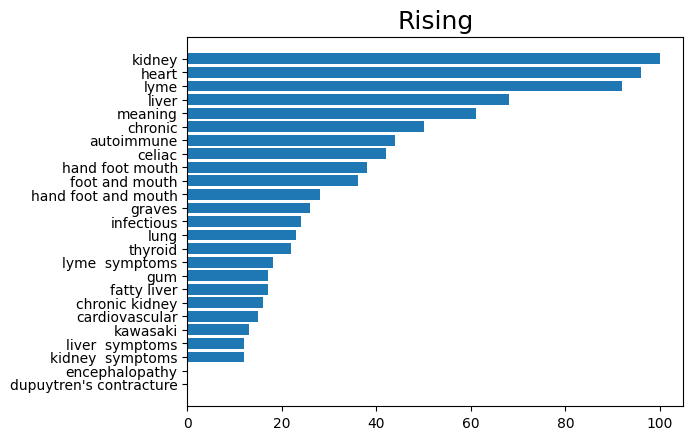 Rising
kidney
heart
lyme
liver
meaning
chronic
autoimmune
celiac
hand foot mouth
foot and mouth
hand foot and mouth
graves
infectious
lung
thyroid
lyme  symptoms
gum
fatty liver
chronic kidney
cardiovascular
kawasaki
liver  symptoms
kidney  symptoms
encephalopathy
dupuytren's contracture
0 20 40 60 80 100